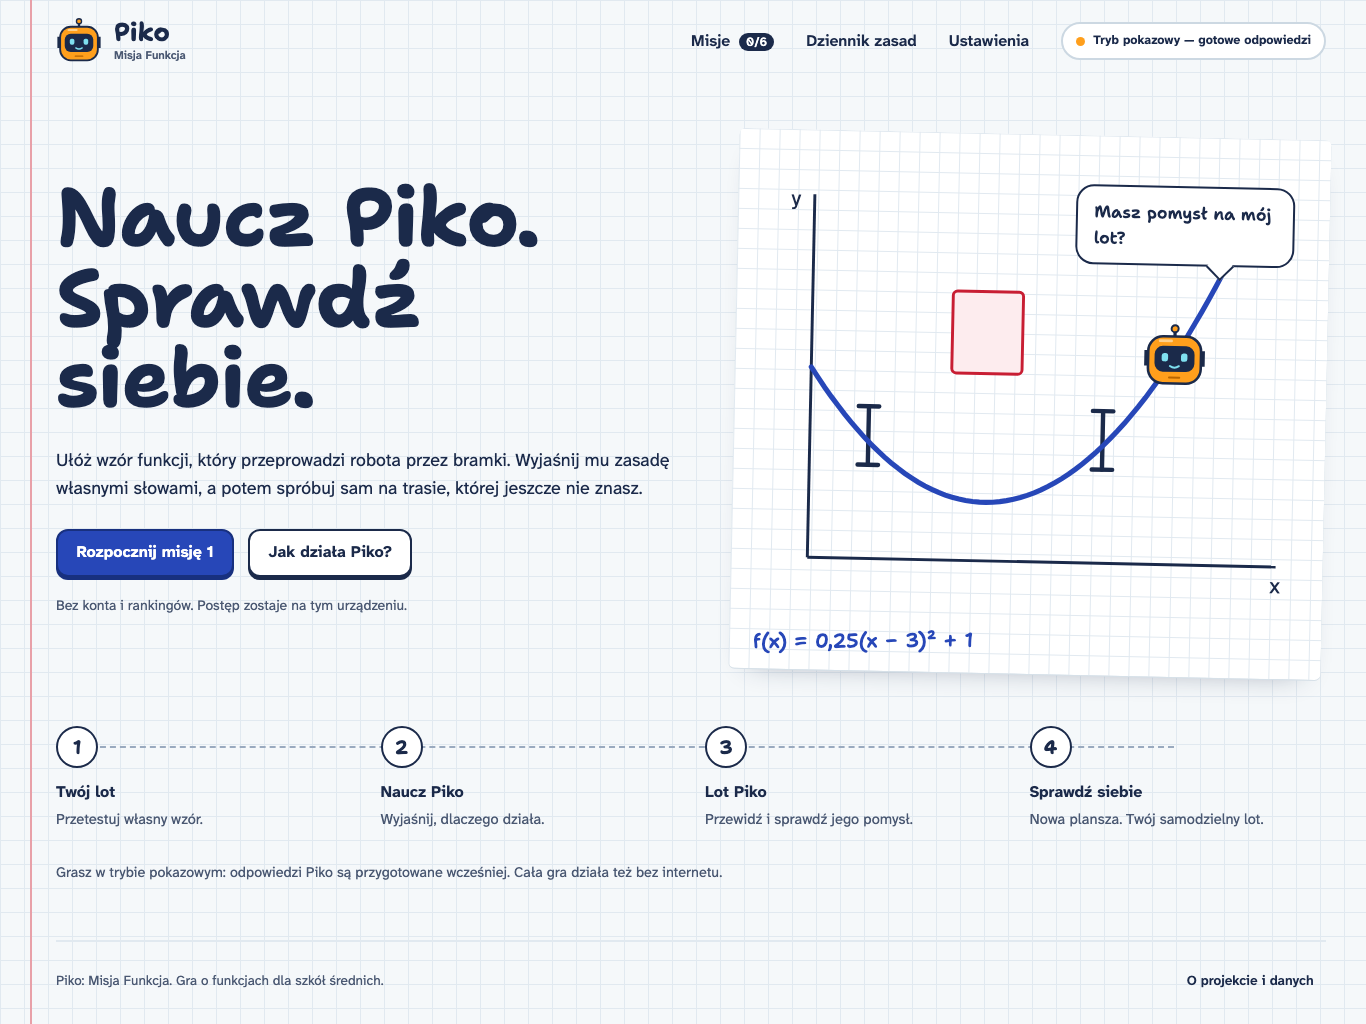 Piko
Misja Funkcja
Misje 0/6
Dziennik zasad
Ustawienia
Tryb pokazowy — gotowe odpowiedzi
Naucz Piko.
Sprawdź
siebie.
Ułóż wzór funkcji, który przeprowadzi robota przez bramki. Wyjaśnij mu zasadę
własnymi słowami, a potem spróbuj sam na trasie, której jeszcze nie znasz.
Rozpocznij misję 1
Jak działa Piko?
Bez konta i rankingów. Postęp zostaje na tym urządzeniu.
y
Masz pomysł na mój
lot?
x
f(x) = 0,25(x − 3)² + 1
1
Twój lot
Przetestuj własny wzór.
2
Naucz Piko
Wyjaśnij, dlaczego działa.
3
Lot Piko
Przewidź i sprawdź jego pomysł.
4
Sprawdź siebie
Nowa plansza. Twój samodzielny lot.
Grasz w trybie pokazowym: odpowiedzi Piko są przygotowane wcześniej. Cała gra działa też bez internetu.
Piko: Misja Funkcja. Gra o funkcjach dla szkół średnich.
O projekcie i danych